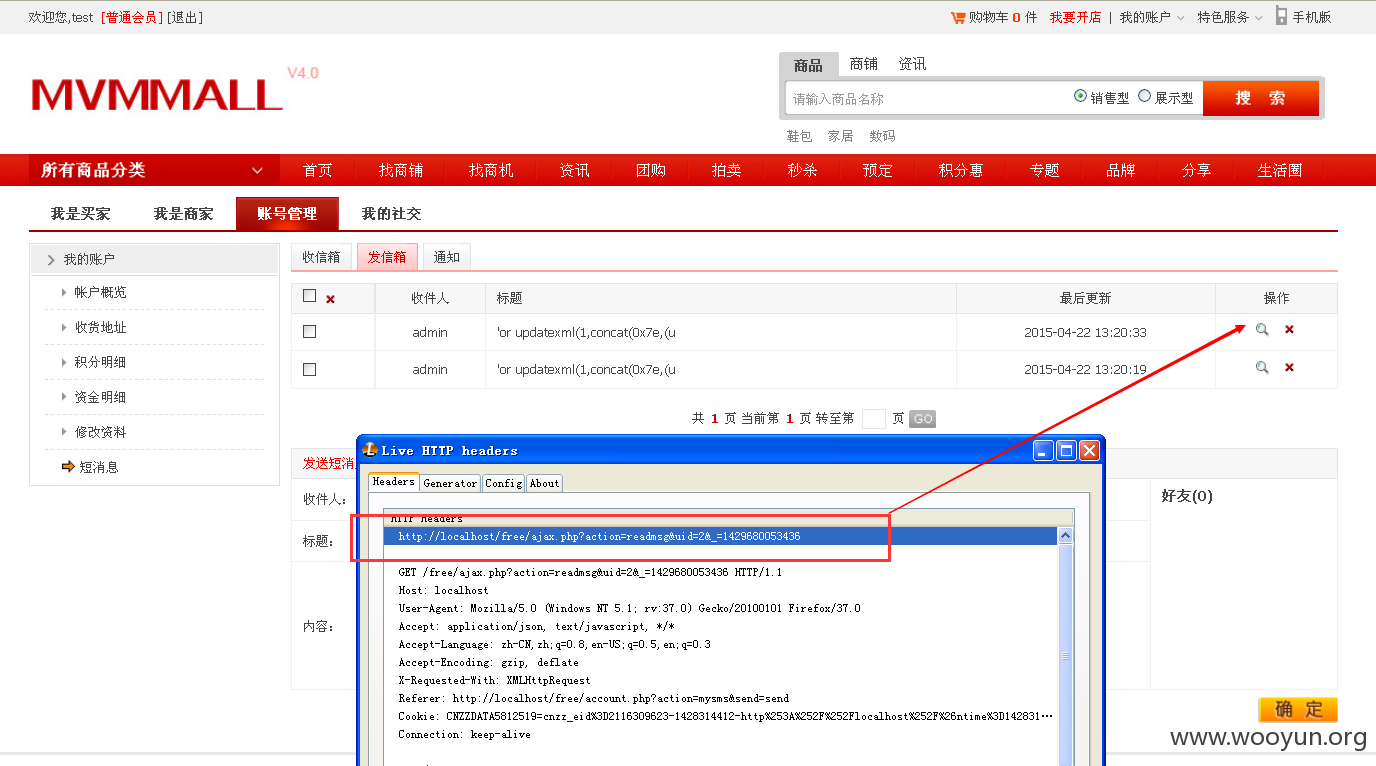 欢迎您,test [普通会员] [退出] 购物车 0 件 我要开店 | 我的账户 特色服务 手机版
MVMMALL V4.0
商品 商铺 资讯
请输入商品名称 销售型 展示型 搜 索
鞋包 家居 数码
所有商品分类 首页 找商铺 找商机 资讯 团购 拍卖 秒杀 预定 积分惠 专题 品牌 分享 生活圈
我是买家 我是商家 账号管理 我的社交
我的账户
帐户概览
收货地址
积分明细
资金明细
修改资料
短消息
收信箱 发信箱 通知
收件人 标题 最后更新 操作
admin 'or updatexml(1,concat(0x7e,(u 2015-04-22 13:20:33
admin 'or updatexml(1,concat(0x7e,(u 2015-04-22 13:20:19
共 1 页 当前第 1 页 转至第 页 GO
发送短消
收件人:
标题:
内容:
好友(0)
确 定
Live HTTP headers
Headers Generator Config About
HTTP Headers
http://localhost/free/ajax.php?action=readmsg&uid=2&_=1429680053436
GET /free/ajax.php?action=readmsg&uid=2&_=1429680053436 HTTP/1.1
Host: localhost
User-Agent: Mozilla/5.0 (Windows NT 5.1; rv:37.0) Gecko/20100101 Firefox/37.0
Accept: application/json, text/javascript, */*
Accept-Language: zh-CN,zh;q=0.8,en-US;q=0.5,en;q=0.3
Accept-Encoding: gzip, deflate
X-Requested-With: XMLHttpRequest
Referer: http://localhost/free/account.php?action=mysms&send=send
Cookie: CNZZDATA5812519=cnzz_eid%3D2116309623-1428314412-http%253A%252F%252Flocalhost%252F%26ntime%3D142831…
Connection: keep-alive
www.wooyun.org